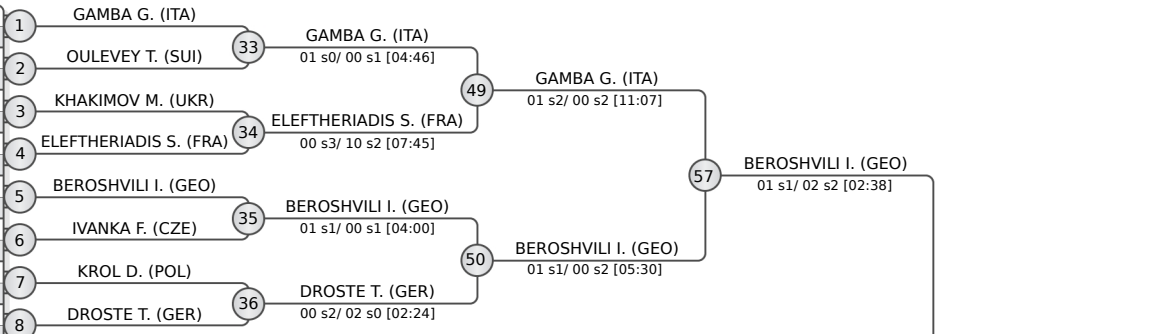 GAMBA G. (ITA)
1
OULEVEY T. (SUI)
2
33
GAMBA G. (ITA)
01 s0/ 00 s1 [04:46]
KHAKIMOV M. (UKR)
3
ELEFTHERIADIS S. (FRA)
4
34
ELEFTHERIADIS S. (FRA)
00 s3/ 10 s2 [07:45]
49
GAMBA G. (ITA)
01 s2/ 00 s2 [11:07]
BEROSHVILI I. (GEO)
5
IVANKA F. (CZE)
6
35
BEROSHVILI I. (GEO)
01 s1/ 00 s1 [04:00]
KROL D. (POL)
7
DROSTE T. (GER)
8
36
DROSTE T. (GER)
00 s2/ 02 s0 [02:24]
50
BEROSHVILI I. (GEO)
01 s1/ 00 s2 [05:30]
57
BEROSHVILI I. (GEO)
01 s1/ 02 s2 [02:38]